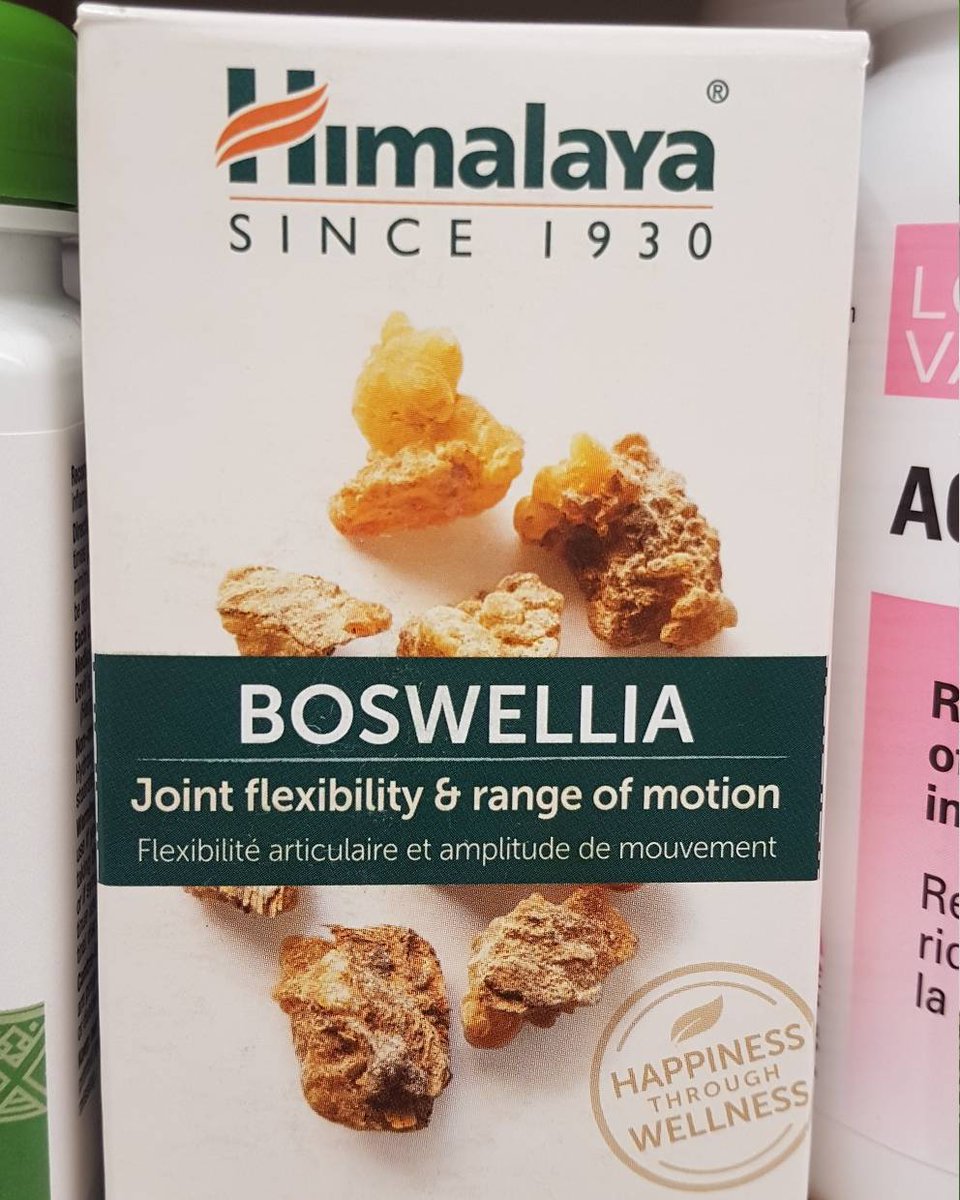 Himalaya®
SINCE 1930
BOSWELLIA
Joint flexibility & range of motion
Flexibilité articulaire et amplitude de mouvement
HAPPINESS
THROUGH
WELLNESS